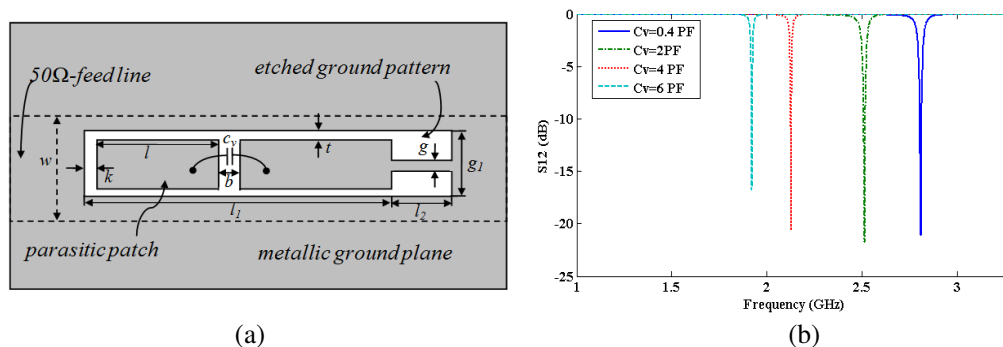 50Ω-feed line
etched ground pattern
w
l
c_v
t
g
g_1
k
b
l_1
l_2
parasitic patch
metallic ground plane
(a)
0
-5
-10
-15
-20
-25
S12 (dB)
1
1.5
2
2.5
3
Frequency (GHz)
Cv=0.4 PF
Cv=2PF
Cv=4 PF
Cv=6 PF
(b)